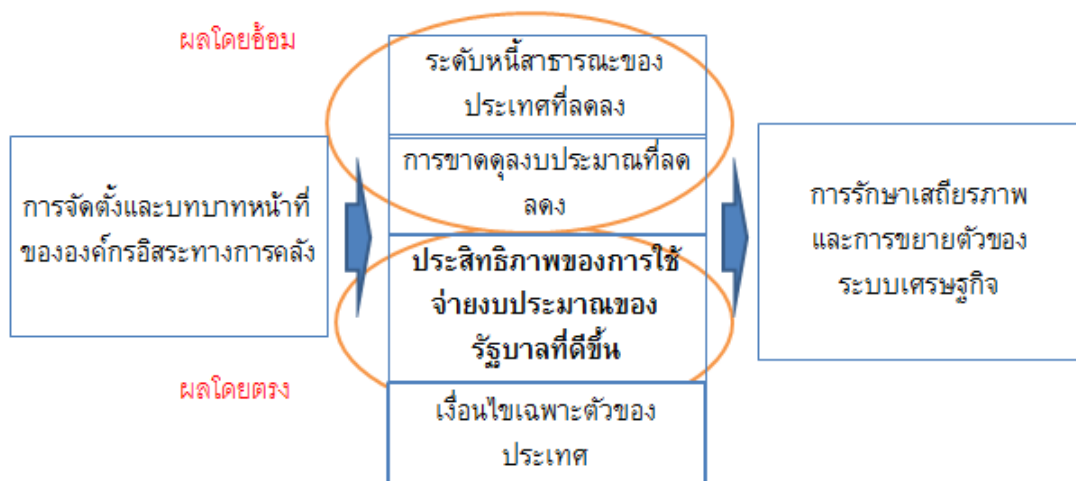 ผลโดยอ้อม
ระดับหนี้สาธารณะของ
ประเทศที่ลดลง
การขาดดุลงบประมาณที่ลด
ลดง
การจัดตั้งและบทบาทหน้าที่
ขององค์กรอิสระทางการคลัง
ประสิทธิภาพของการใช้
จ่ายงบประมาณของ
รัฐบาลที่ดีขึ้น
ผลโดยตรง
เงื่อนไขเฉพาะตัวของ
ประเทศ
การรักษาเสถียรภาพ
และการขยายตัวของ
ระบบเศรษฐกิจ